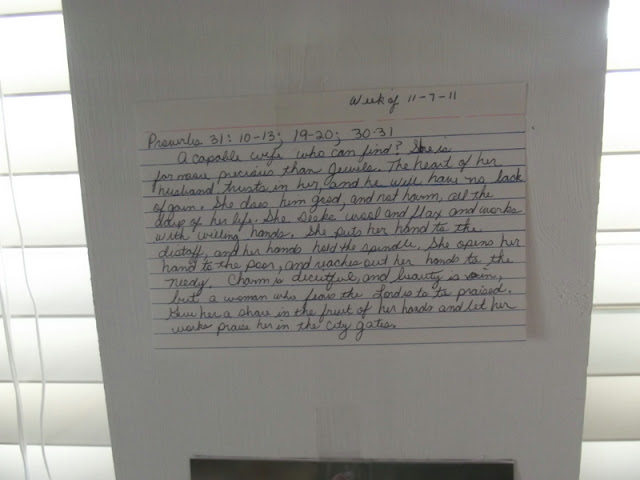 Week of 11-7-11
Proverbs 31: 10-13; 19-20; 30-31
A capable wife who can find? She is
far more precious than jewels. The heart of her
husband trusts in her, and he will have no lack
of gain. She does him good, and not harm, all the
days of her life. She seeks wool and flax and works
with willing hands. She puts her hand to the
distaff, and her hands hold the spindle. She opens her
hand to the poor, and reaches out her hands to the
needy. Charm is deceitful, and beauty is vain,
but a woman who fears the Lord is to be praised.
Give her a share in the fruit of her hands and let her
works praise her in the city gates.